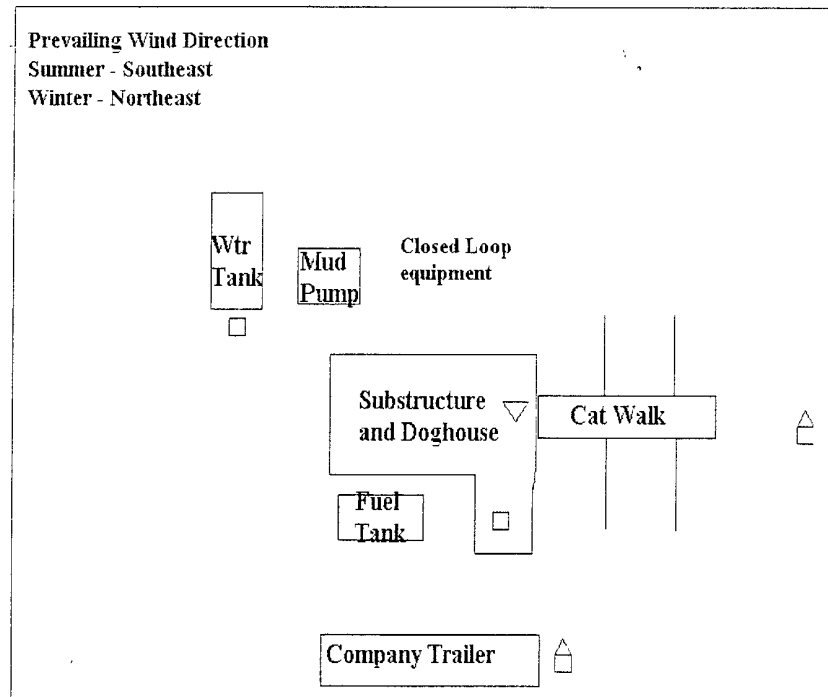 Prevailing Wind Direction
Summer - Southeast
Winter - Northeast
Wtr
Tank
Mud
Pump
Closed Loop
equipment
Substructure
and Doghouse
Cat Walk
Fuel
Tank
Company Trailer